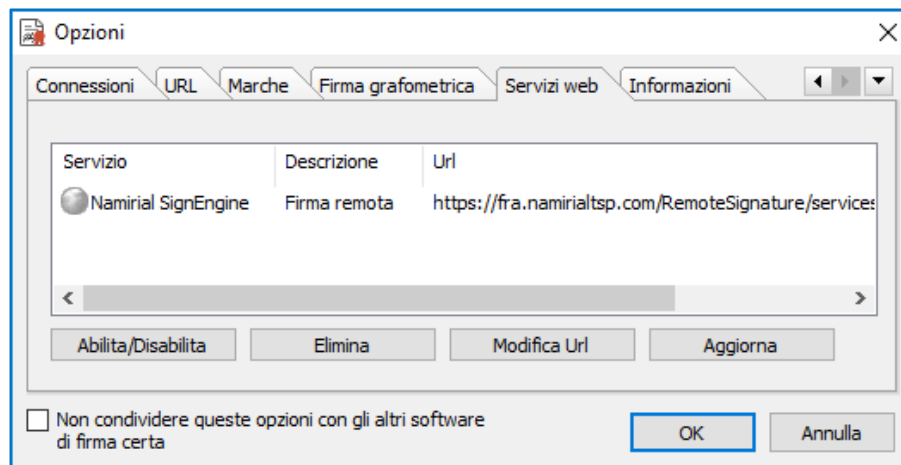 Opzioni
Connessioni URL Marche Firma grafometrica Servizi web Informazioni
Servizio Descrizione Url
Namirial SignEngine Firma remota https://fra.namirialtsp.com/RemoteSignature/services
Abilita/Disabilita Elimina Modifica Url Aggiorna
Non condividere queste opzioni con gli altri software
di firma certa
OK Annulla